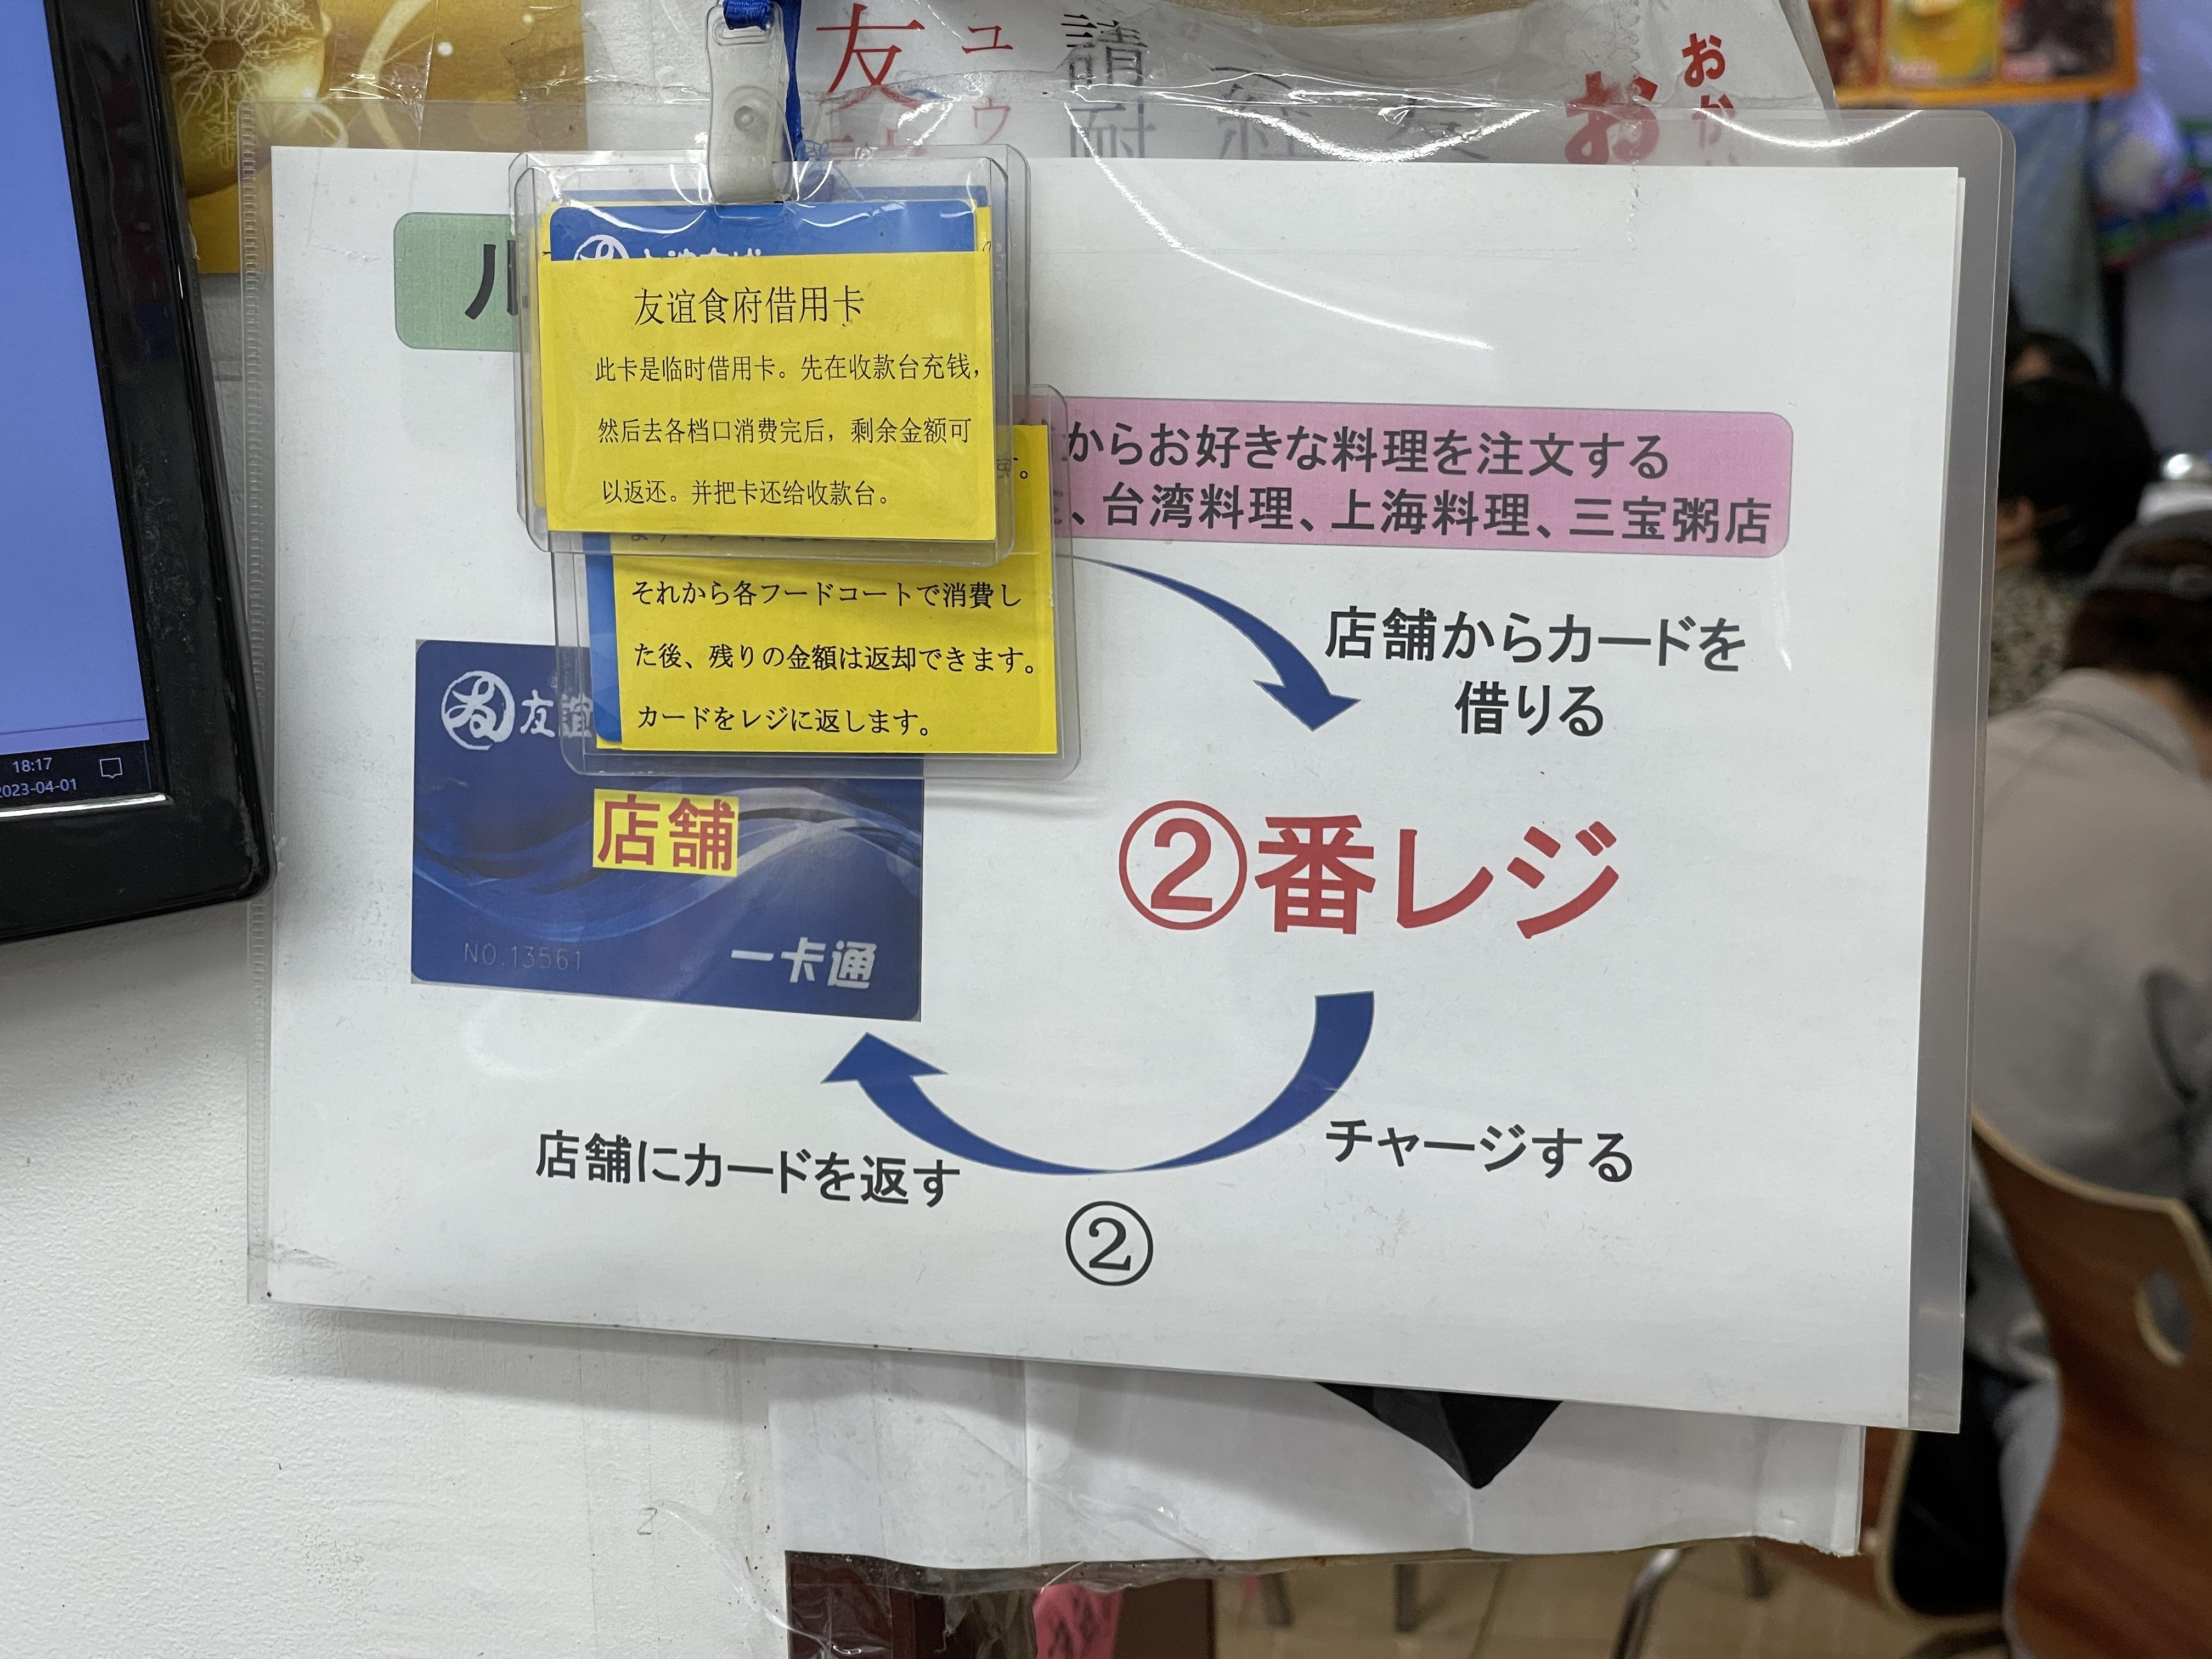 友 ユウ
請
お おか
友谊食府借用卡
此卡是临时借用卡。先在收款台充钱,
然后去各档口消费完后，剩余金额可
以返还。并把卡还给收款台。
からお好きな料理を注文する
、台湾料理、上海料理、三宝粥店
それから各フードコートで消費し
た後、残りの金額は返却できます。
カードをレジに返します。
店舗からカードを
借りる
友谊
店舗
NO.13561
一卡通
②番レジ
チャージする
店舗にカードを返す
②
18:17
2023-04-01